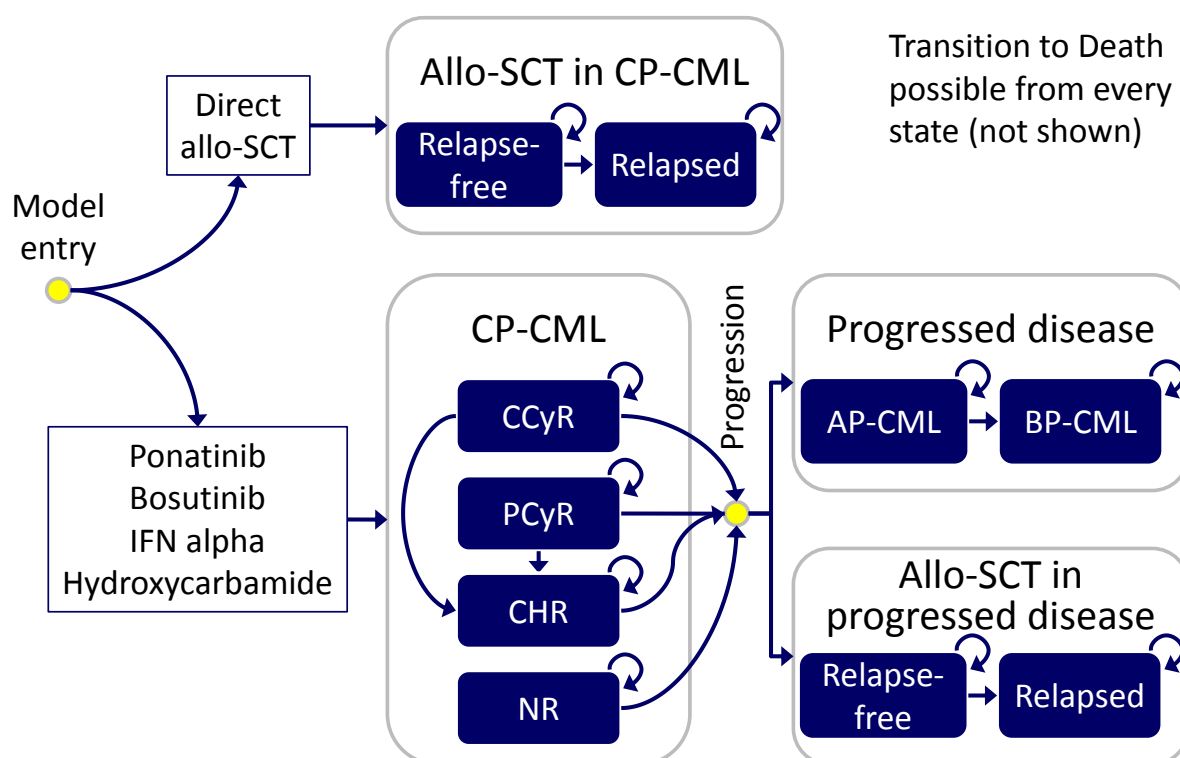 Allo-SCT in CP-CML
Transition to Death
possible from every
state (not shown)
Direct
allo-SCT
Relapse-
free
Relapsed
Model
entry
CP-CML
Progression
Progressed disease
CCyR
AP-CML
BP-CML
Ponatinib
Bosutinib
IFN alpha
Hydroxycarbamide
PCyR
CHR
NR
Allo-SCT in
progressed disease
Relapse-
free
Relapsed